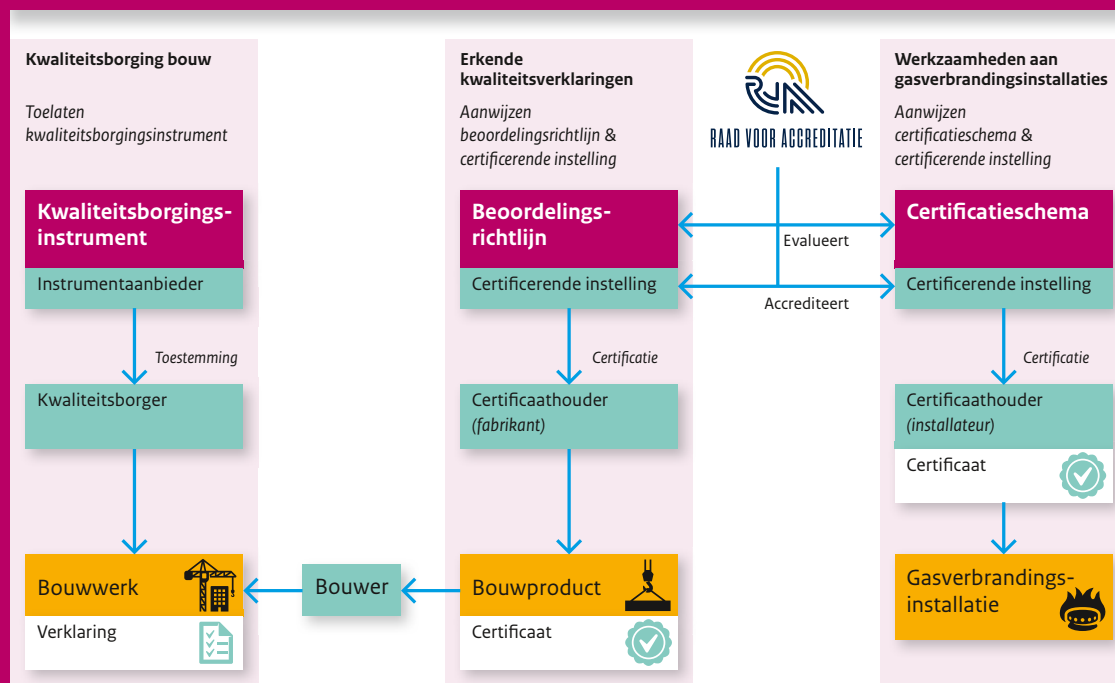 Kwaliteitsborging bouw
Toelaten
kwaliteitsborgingsinstrument
Kwaliteitsborgings-
instrument
Instrumentaanbieder
Toestemming
Kwaliteitsborger
Bouwwerk
Verklaring
Bouwer
Erkende
kwaliteitsverklaringen
Aanwijzen
beoordelingsrichtlijn &
certificerende instelling
Beoordelings-
richtlijn
Certificerende instelling
Certificatie
Certificaathouder
(fabrikant)
Bouwproduct
Certificaat
RAAD VOOR ACCREDITATIE
Evalueert
Accrediteert
Werkzaamheden aan
gasverbrandingsinstallaties
Aanwijzen
certificatieschema &
certificerende instelling
Certificatieschema
Certificerende instelling
Certificatie
Certificaathouder
(installateur)
Certificaat
Gasverbrandings-
installatie